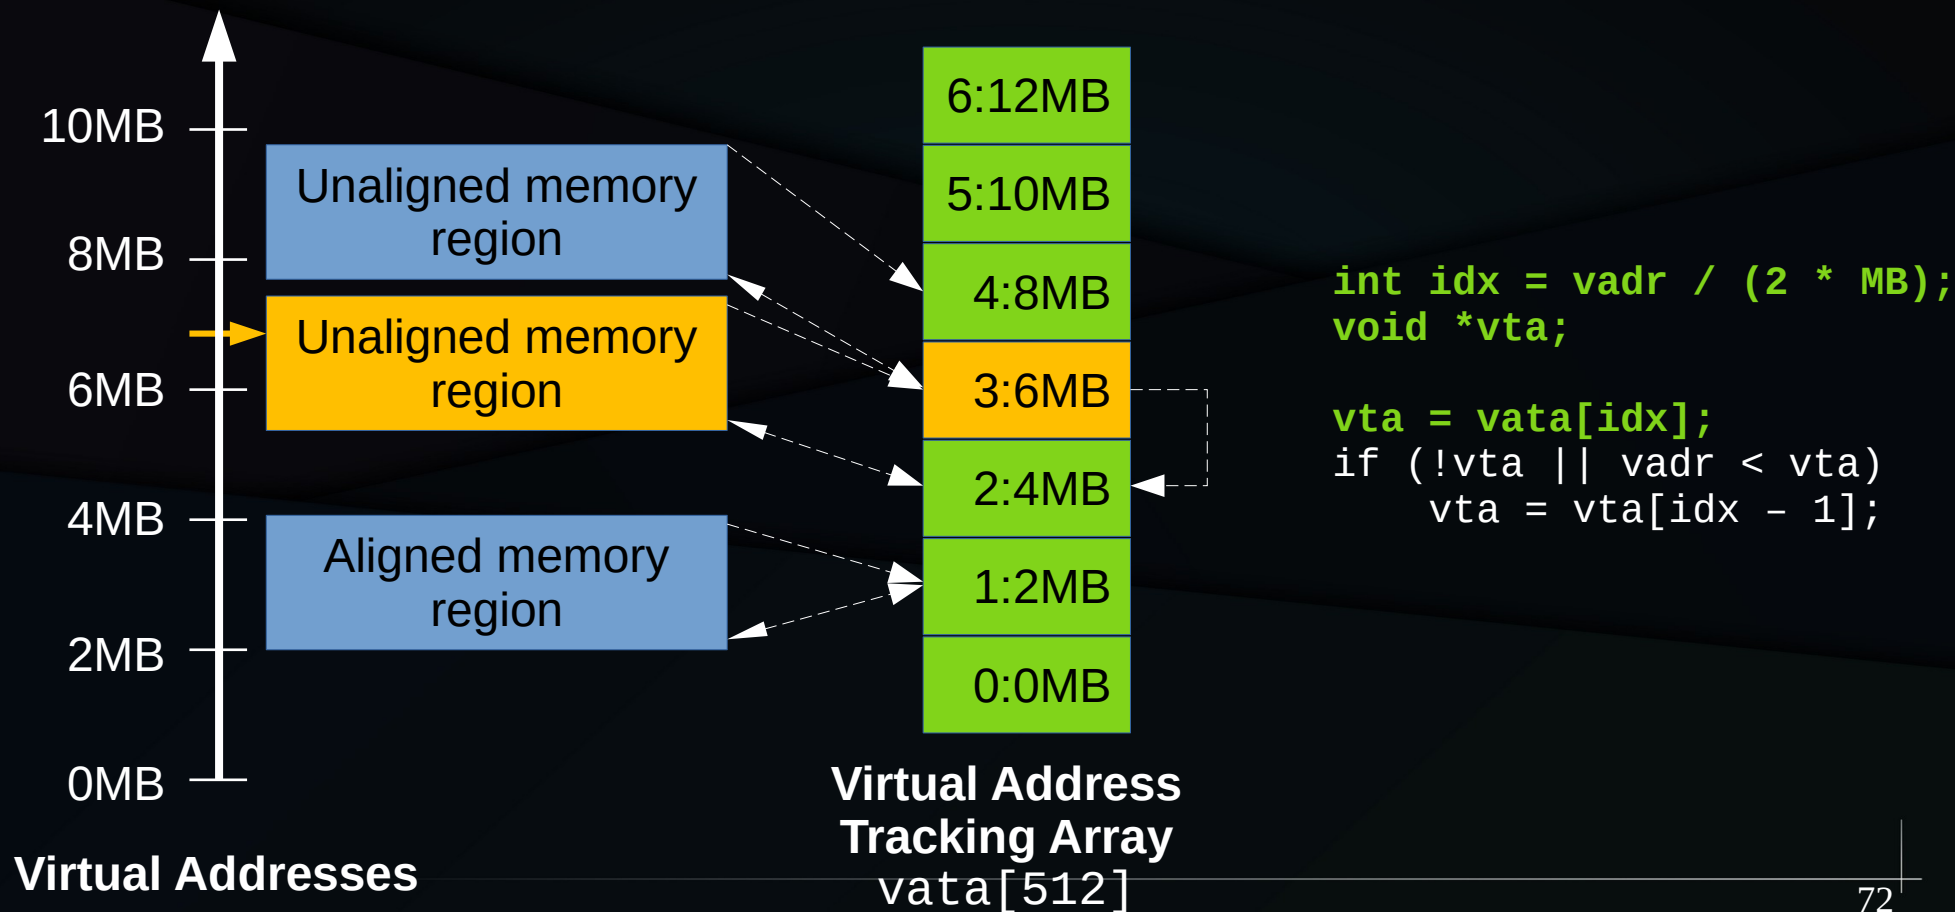 10MB
8MB
6MB
4MB
2MB
0MB
Virtual Addresses
Unaligned memory
region
Unaligned memory
region
Aligned memory
region
6:12MB
5:10MB
4:8MB
3:6MB
2:4MB
1:2MB
0:0MB
Virtual Address
Tracking Array
vata[512]
int idx = vadr / (2 * MB);
void *vta;
vta = vata[idx];
if (!vta || vadr < vta)
    vta = vta[idx – 1];
72